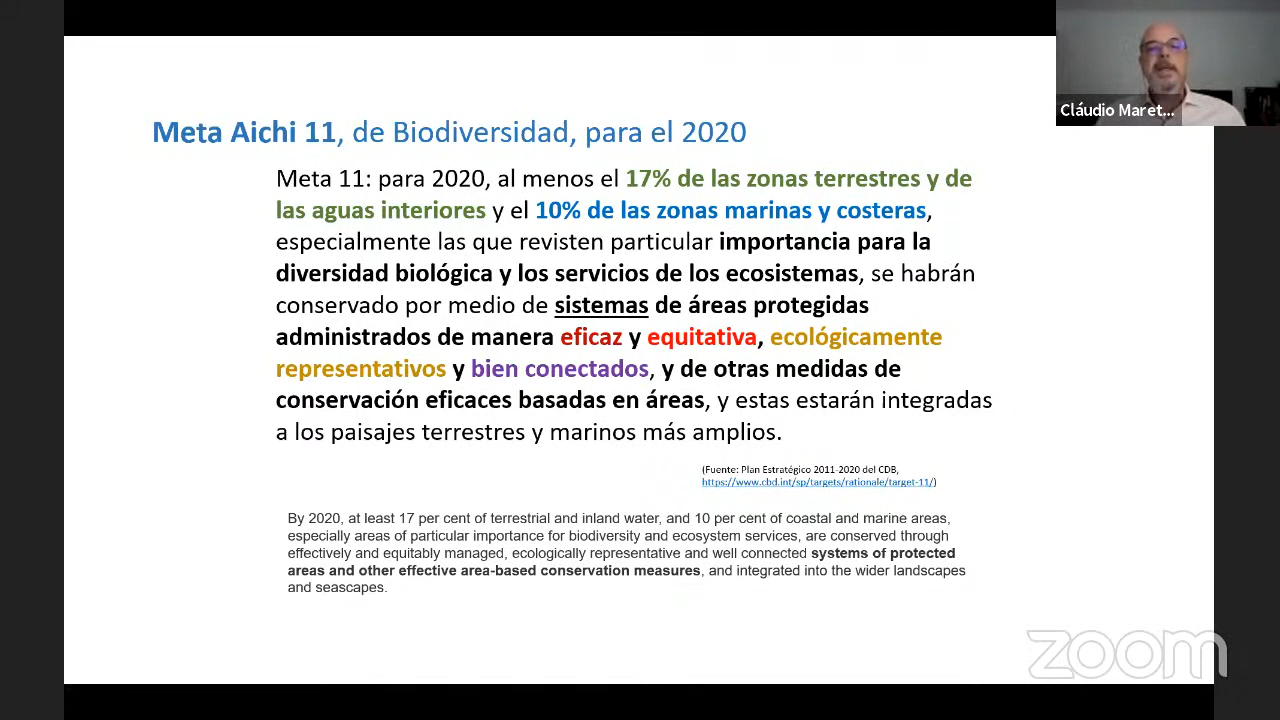 Cláudio Maret...
Meta Aichi 11, de Biodiversidad, para el 2020
Meta 11: para 2020, al menos el 17% de las zonas terrestres y de
las aguas interiores y el 10% de las zonas marinas y costeras,
especialmente las que revisten particular importancia para la
diversidad biológica y los servicios de los ecosistemas, se habrán
conservado por medio de sistemas de áreas protegidas
administrados de manera eficaz y equitativa, ecológicamente
representativos y bien conectados, y de otras medidas de
conservación eficaces basadas en áreas, y estas estarán integradas
a los paisajes terrestres y marinos más amplios.
(Fuente: Plan Estratégico 2011-2020 del CDB,
https://www.cbd.int/sp/targets/rationale/target-11/)
By 2020, at least 17 per cent of terrestrial and inland water, and 10 per cent of coastal and marine areas,
especially areas of particular importance for biodiversity and ecosystem services, are conserved through
effectively and equitably managed, ecologically representative and well connected systems of protected
areas and other effective area-based conservation measures, and integrated into the wider landscapes
and seascapes.
zoom